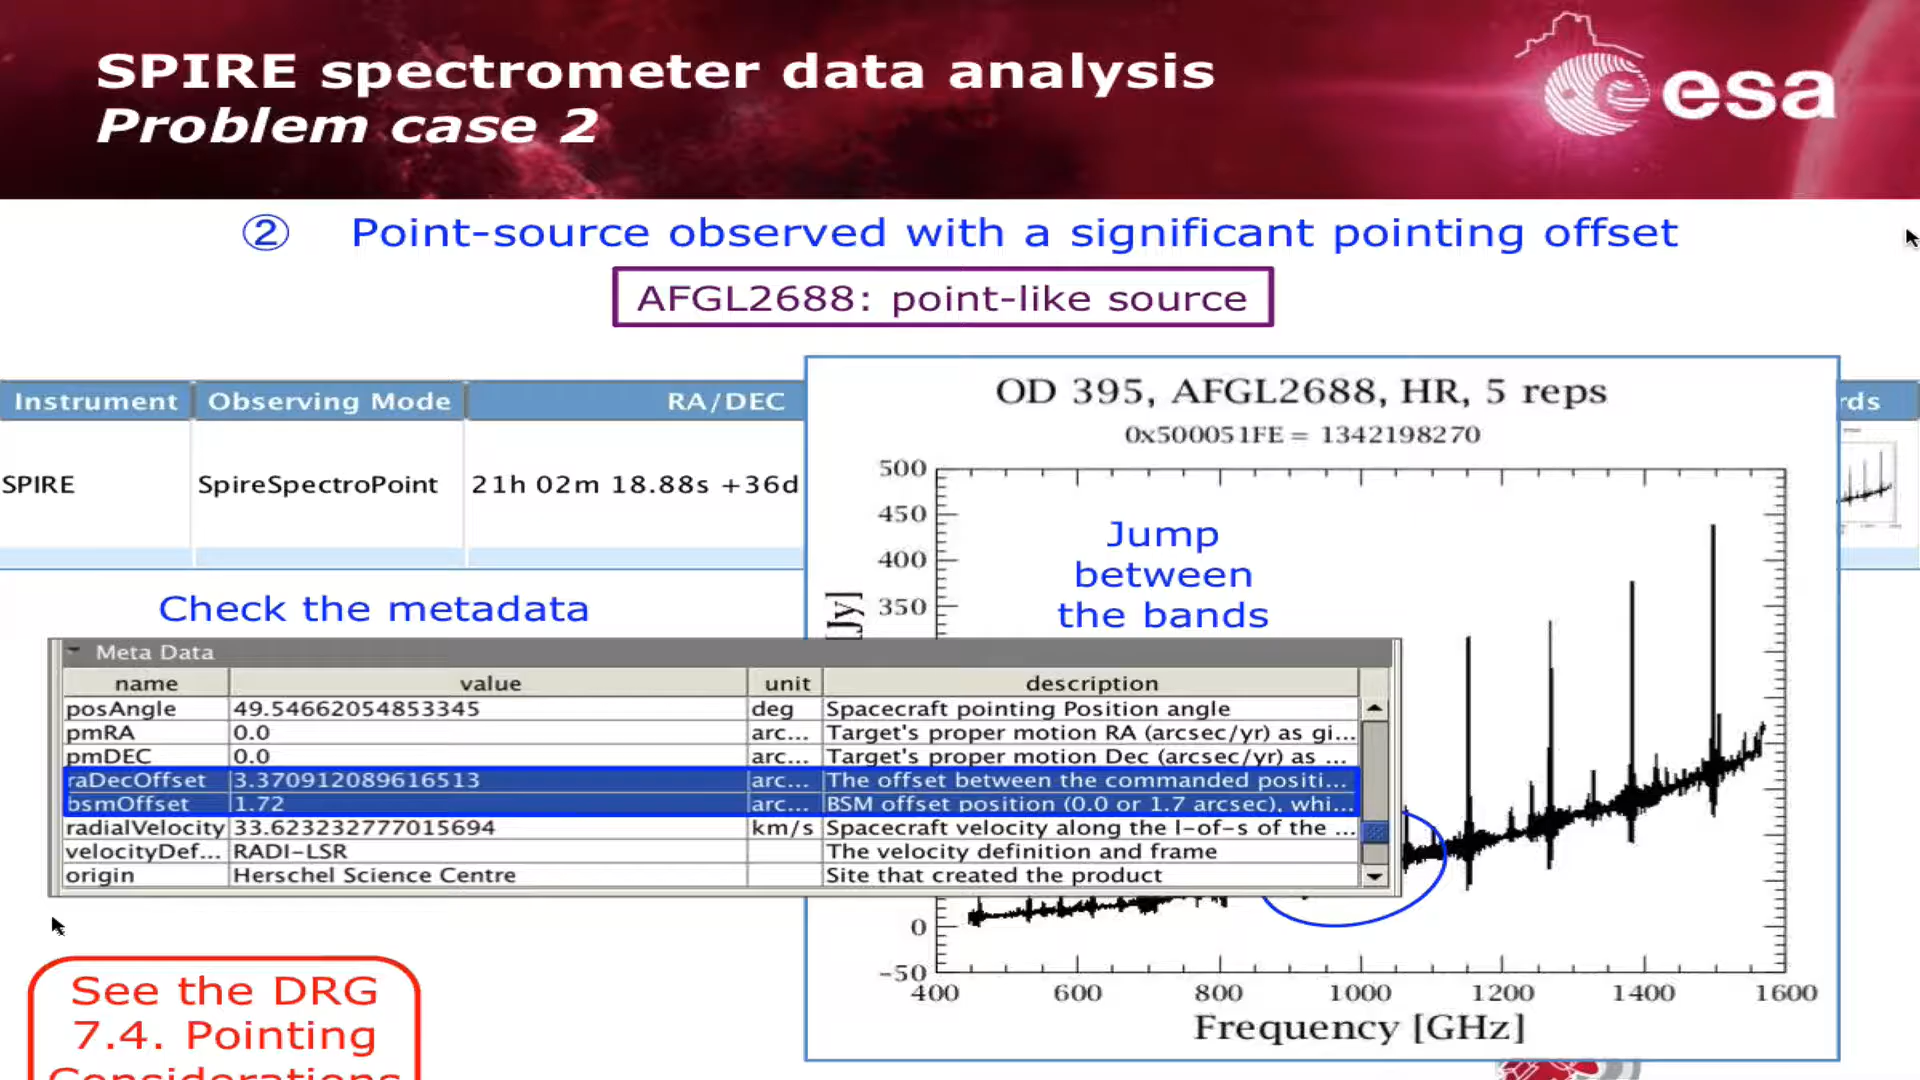 SPIRE spectrometer data analysis
Problem case 2
esa
② Point-source observed with a significant pointing offset
AFGL2688: point-like source
Instrument Observing Mode RA/DEC
rds
SPIRE SpireSpectroPoint 21h 02m 18.88s +36d
OD 395, AFGL2688, HR, 5 reps
0x500051FE = 1342198270
500
450
400
350
[Jy]
Jump
between
the bands
Check the metadata
Meta Data
name value unit description
posAngle 49.54662054853345 deg Spacecraft pointing Position angle
pmRA 0.0 arc... Target's proper motion RA (arcsec/yr) as gi...
pmDEC 0.0 arc... Target's proper motion Dec (arcsec/yr) as ...
raDecOffset 3.370912089616513 arc... The offset between the commanded positi...
bsmOffset 1.72 arc... BSM offset position (0.0 or 1.7 arcsec), whi...
radialVelocity 33.623232777015694 km/s Spacecraft velocity along the l-of-s of the ...
velocityDef... RADI-LSR The velocity definition and frame
origin Herschel Science Centre Site that created the product
0
-50
400 600 800 1000 1200 1400 1600
Frequency [GHz]
See the DRG
7.4. Pointing
Considerations